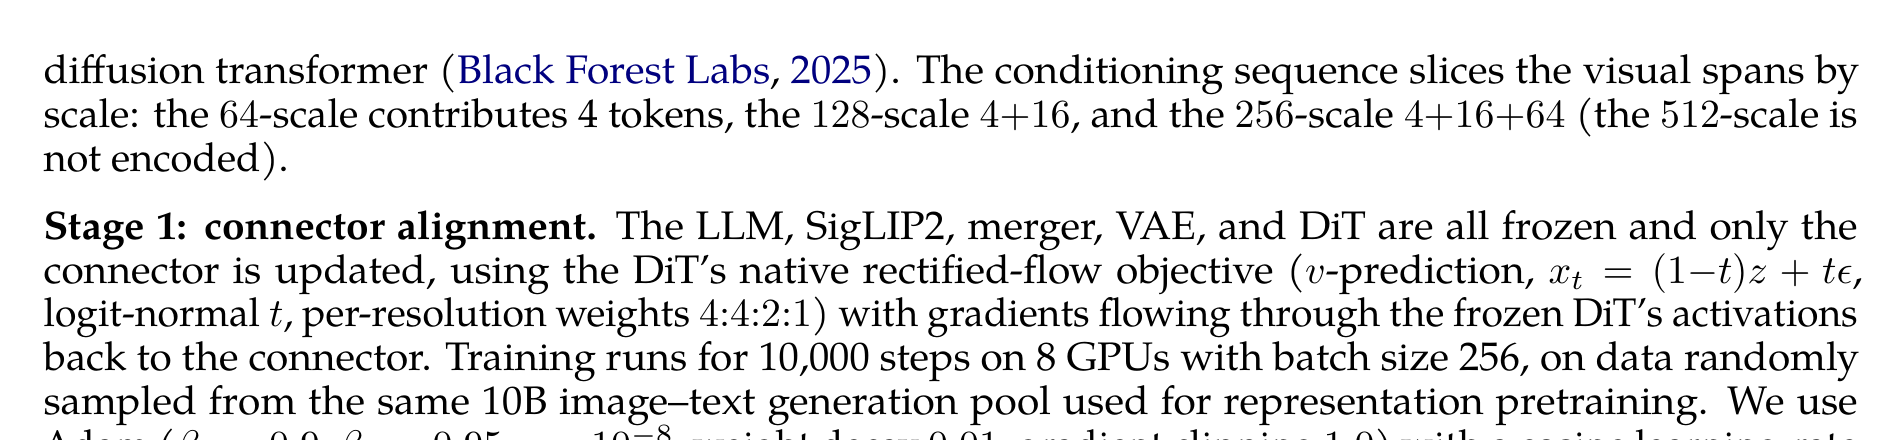 diffusion transformer (Black Forest Labs, 2025). The conditioning sequence slices the visual spans by
scale: the 64-scale contributes 4 tokens, the 128-scale 4+16, and the 256-scale 4+16+64 (the 512-scale is
not encoded).
Stage 1: connector alignment. The LLM, SigLIP2, merger, VAE, and DiT are all frozen and only the
connector is updated, using the DiT's native rectified-flow objective (v-prediction, xₜ = (1−t)z + tϵ,
logit-normal t, per-resolution weights 4:4:2:1) with gradients flowing through the frozen DiT's activations
back to the connector. Training runs for 10,000 steps on 8 GPUs with batch size 256, on data randomly
sampled from the same 10B image–text generation pool used for representation pretraining. We use